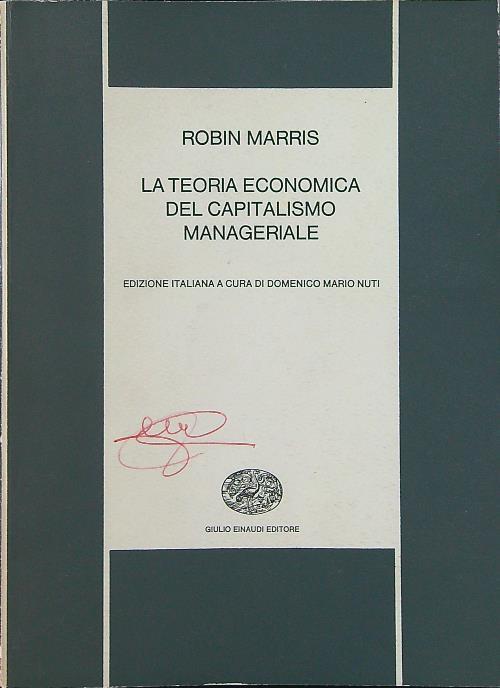 ROBIN MARRIS
LA TEORIA ECONOMICA
DEL CAPITALISMO
MANAGERIALE
EDIZIONE ITALIANA A CURA DI DOMENICO MARIO NUTI
GIULIO EINAUDI EDITORE